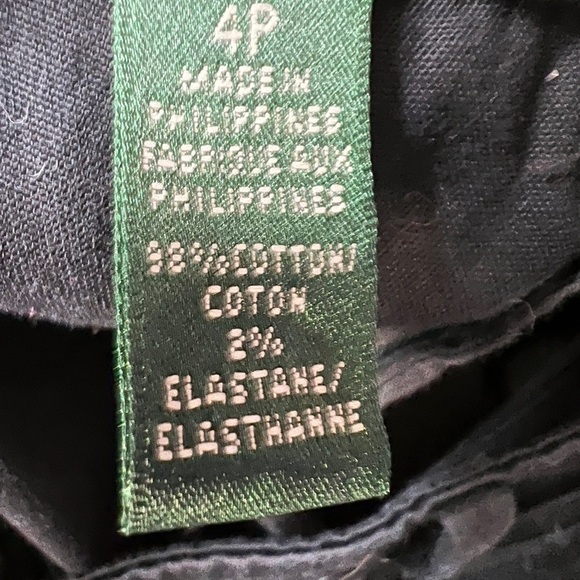 4P
MADE IN
PHILIPPINES
FABRIQUE AUX
PHILIPPINES
98%COTTON/
COTON
2%
ELASTANE/
ELASTHANNE